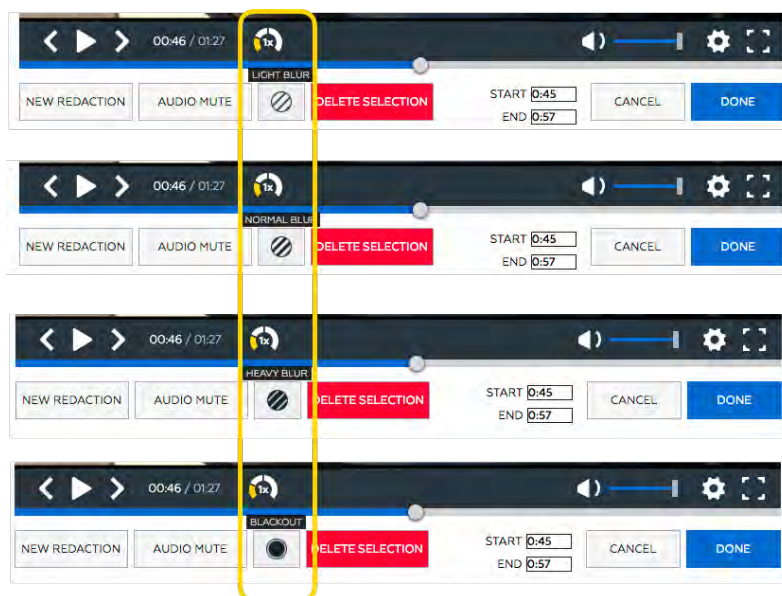 00:46 / 01:27 1x
LIGHT BLUR
NEW REDACTION AUDIO MUTE DELETE SELECTION START 0:45 CANCEL DONE
END 0:57
00:46 / 01:27 1x
NORMAL BLUR
NEW REDACTION AUDIO MUTE DELETE SELECTION START 0:45 CANCEL DONE
END 0:57
00:46 / 01:27 1x
HEAVY BLUR
NEW REDACTION AUDIO MUTE DELETE SELECTION START 0:45 CANCEL DONE
END 0:57
00:46 / 01:27 1x
BLACKOUT
NEW REDACTION AUDIO MUTE DELETE SELECTION START 0:45 CANCEL DONE
END 0:57